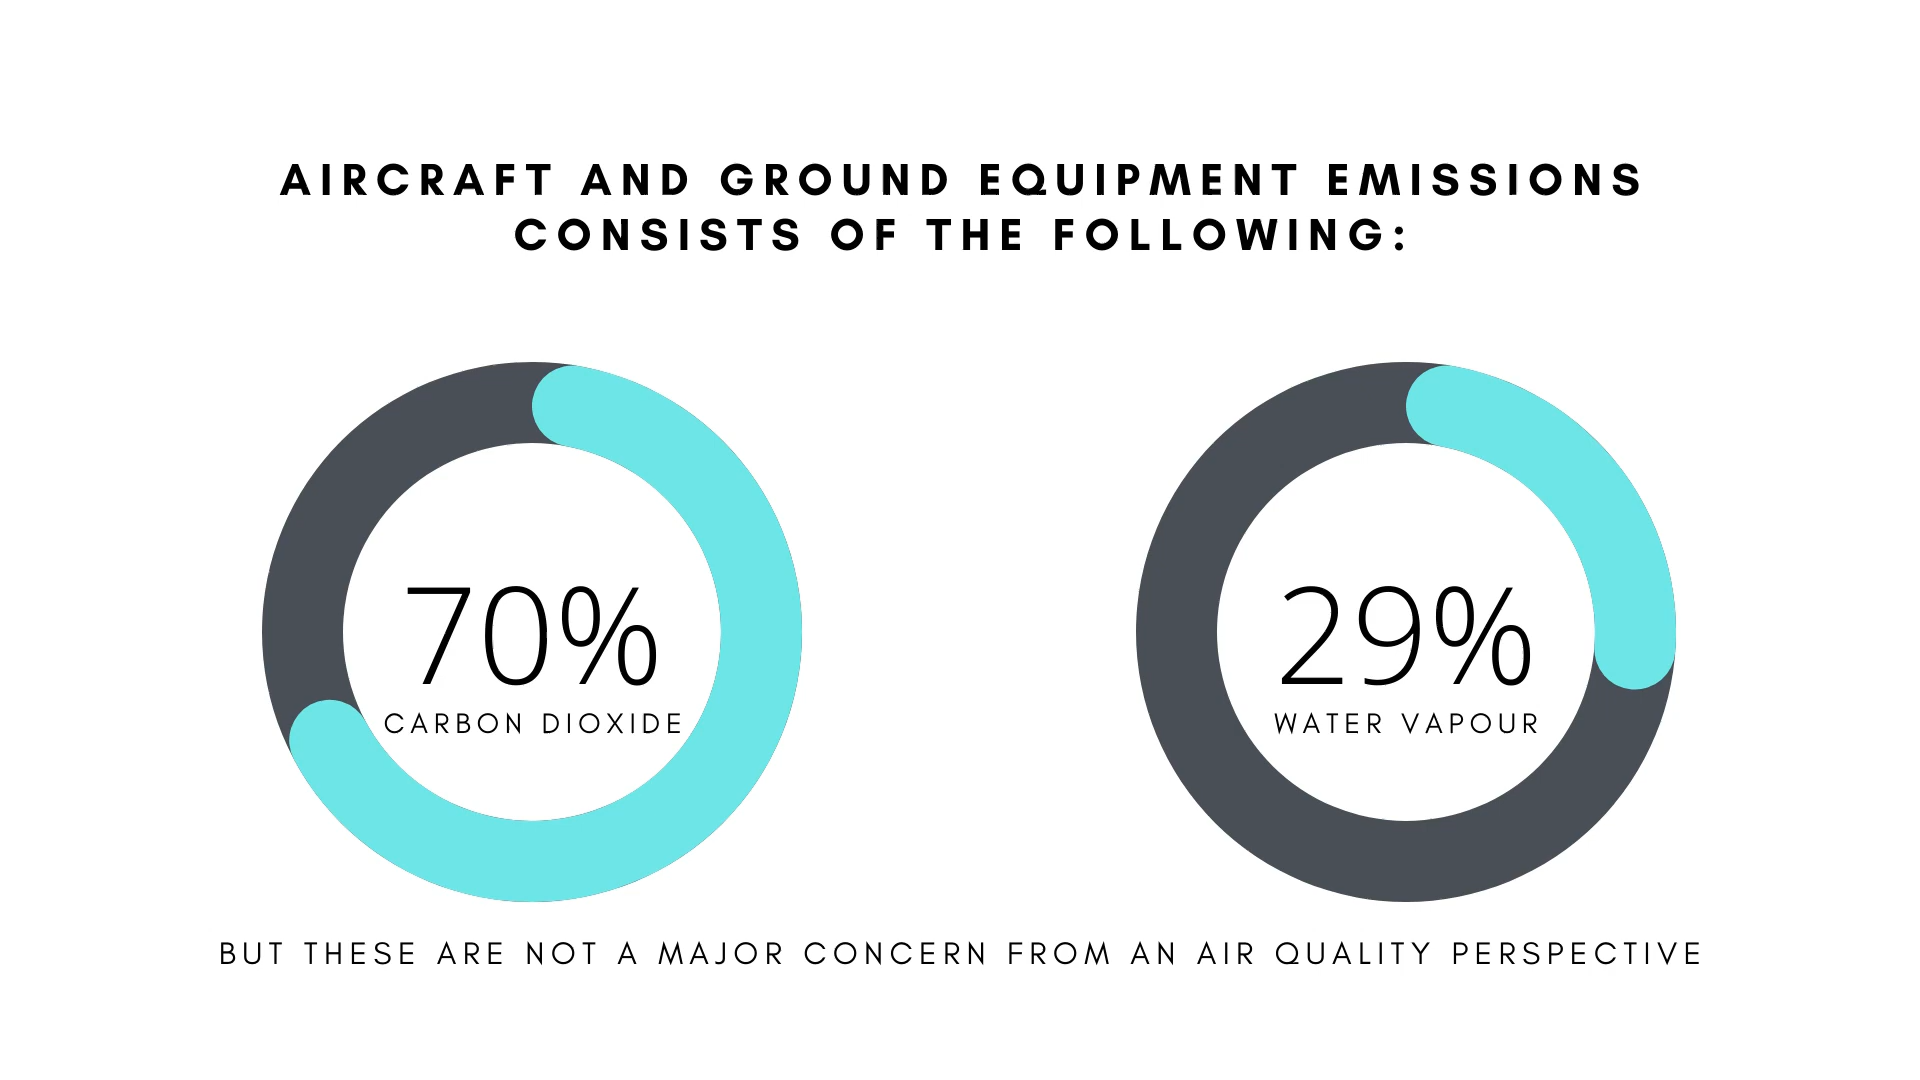 AIRCRAFT AND GROUND EQUIPMENT EMISSIONS
CONSISTS OF THE FOLLOWING:
70%
CARBON DIOXIDE
29%
WATER VAPOUR
BUT THESE ARE NOT A MAJOR CONCERN FROM AN AIR QUALITY PERSPECTIVE